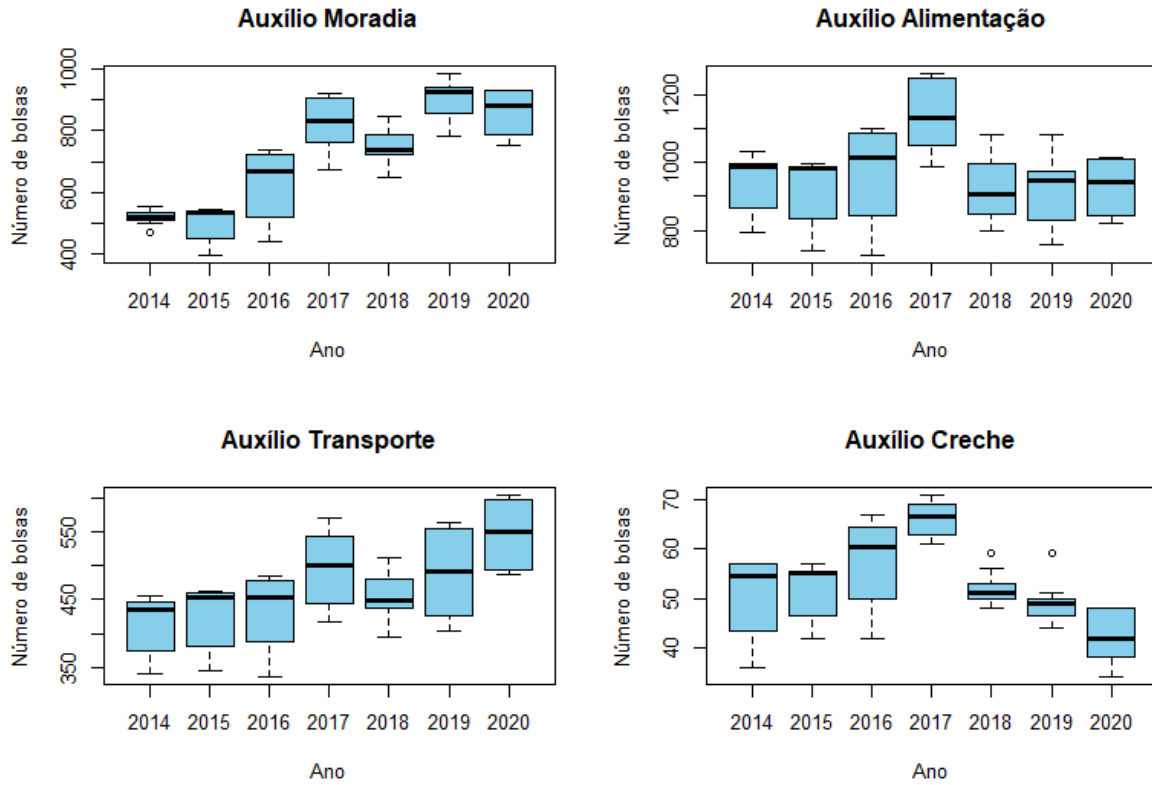 Auxílio Moradia
Número de bolsas
1000
800
600
400
2014 2015 2016 2017 2018 2019 2020
Ano
Auxílio Alimentação
Número de bolsas
1200
1000
800
2014 2015 2016 2017 2018 2019 2020
Ano
Auxílio Transporte
Número de bolsas
550
450
350
2014 2015 2016 2017 2018 2019 2020
Ano
Auxílio Creche
Número de bolsas
70
60
50
40
2014 2015 2016 2017 2018 2019 2020
Ano